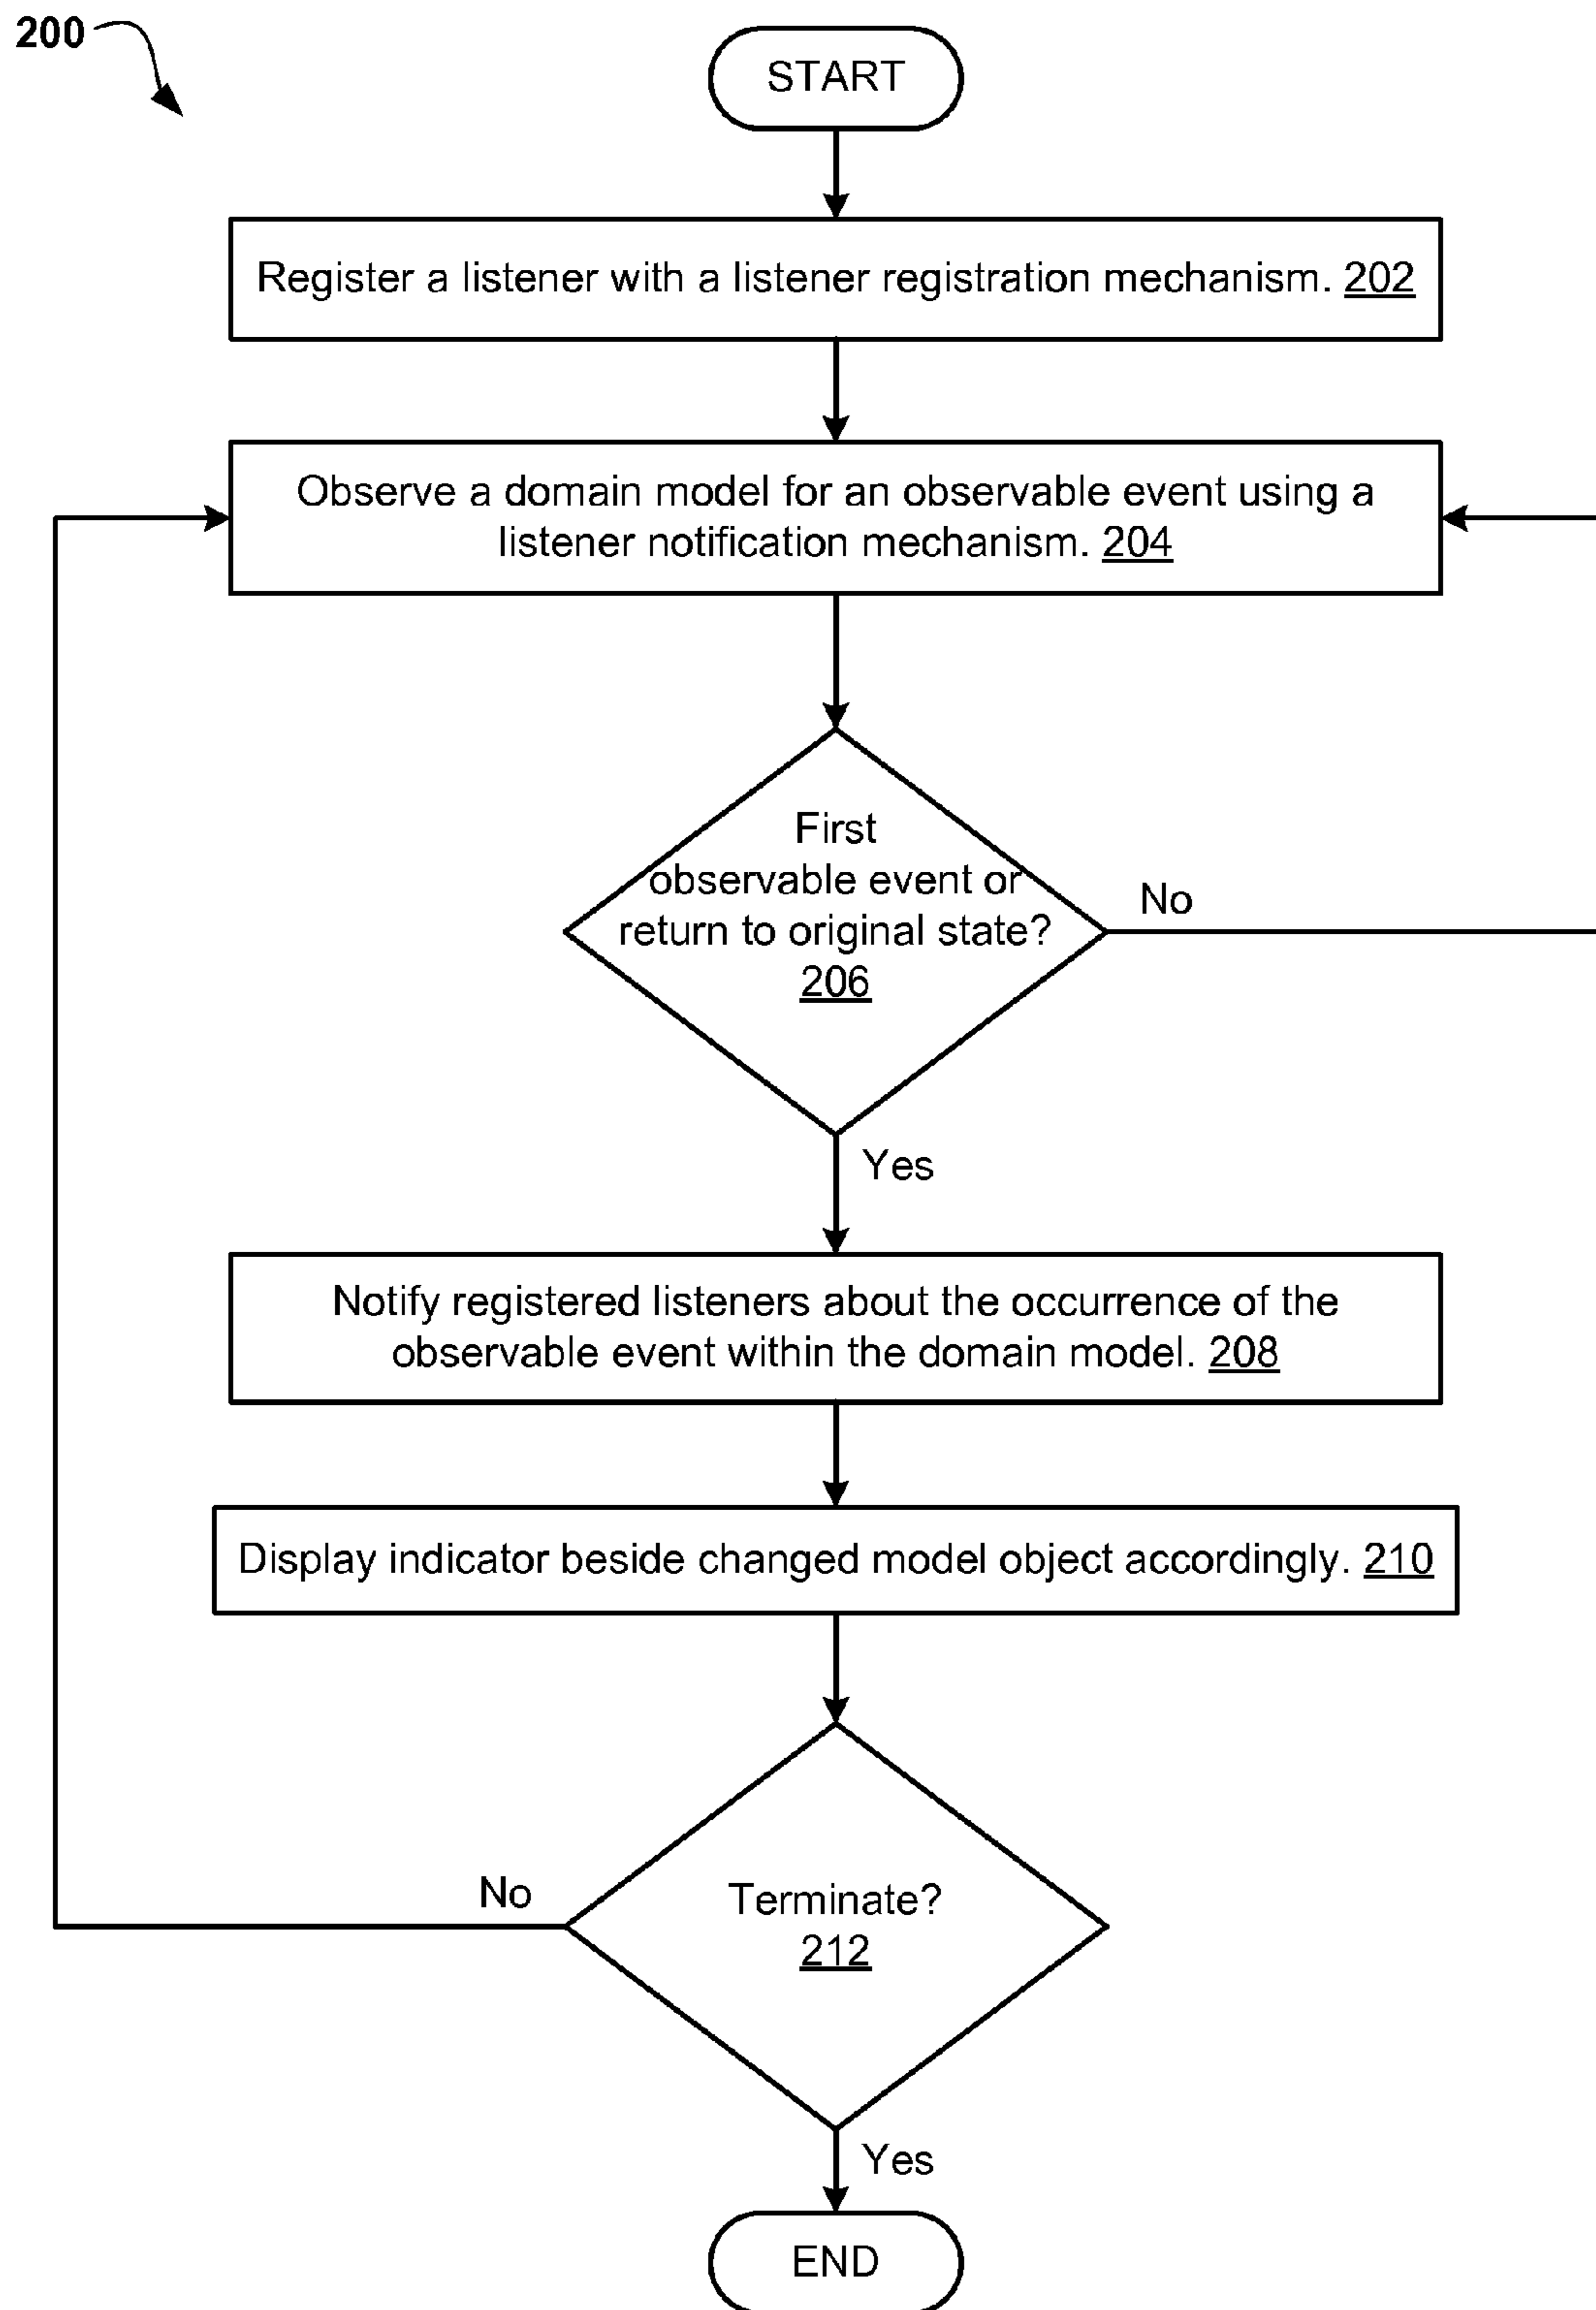 200
START
Register a listener with a listener registration mechanism. 202
Observe a domain model for an observable event using a
listener notification mechanism. 204
First
observable event or
return to original state?
206
No
Yes
Notify registered listeners about the occurrence of the
observable event within the domain model. 208
Display indicator beside changed model object accordingly. 210
No
Terminate?
212
Yes
END